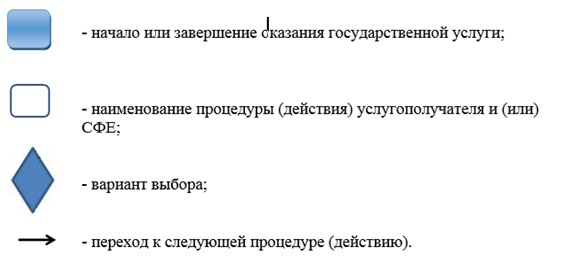 - начало или завершение оказания государственной услуги;
- наименование процедуры (действия) услугополучателя и (или)
СФЕ;
- вариант выбора;
- переход к следующей процедуре (действию).